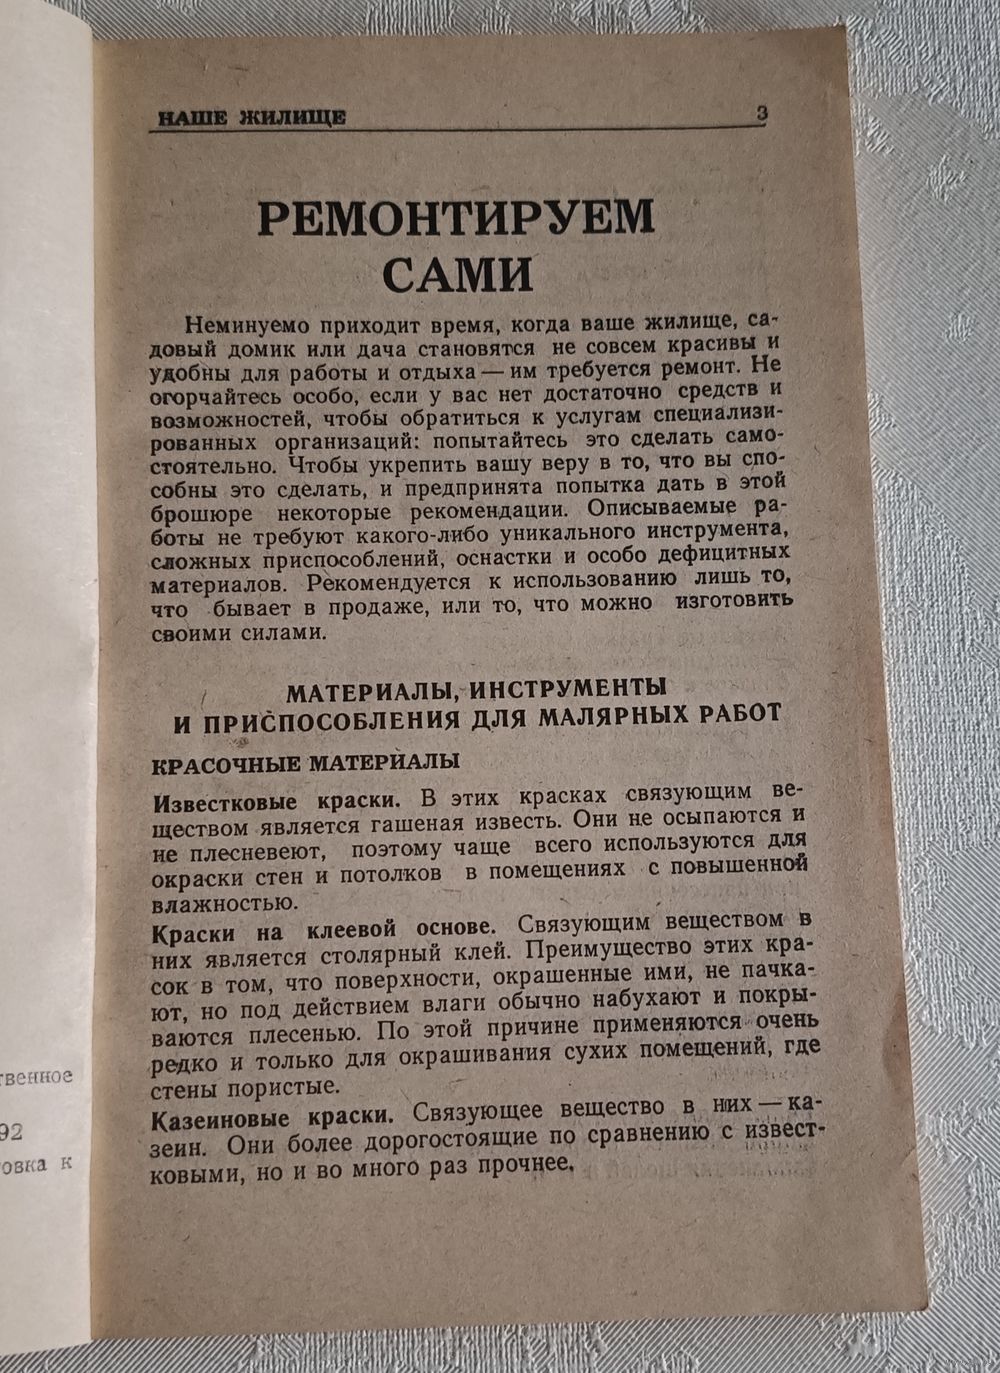 НАШЕ ЖИЛИЩЕ 3
РЕМОНТИРУЕМ
САМИ
Неминуемо приходит время, когда ваше жилище, са-
довый домик или дача становятся не совсем красивы и
удобны для работы и отдыха — им требуется ремонт. Не
огорчайтесь особо, если у вас нет достаточно средств и
возможностей, чтобы обратиться к услугам специализи-
рованных организаций: попытайтесь это сделать само-
стоятельно. Чтобы укрепить вашу веру в то, что вы спо-
собны это сделать, и предпринята попытка дать в этой
брошюре некоторые рекомендации. Описываемые ра-
боты не требуют какого-либо уникального инструмента,
сложных приспособлений, оснастки и особо дефицитных
материалов. Рекомендуется к использованию лишь то,
что бывает в продаже, или то, что можно изготовить
своими силами.
МАТЕРИАЛЫ, ИНСТРУМЕНТЫ
И ПРИСПОСОБЛЕНИЯ ДЛЯ МАЛЯРНЫХ РАБОТ
КРАСОЧНЫЕ МАТЕРИАЛЫ
Известковые краски. В этих красках связующим ве-
ществом является гашеная известь. Они не осыпаются и
не плесневеют, поэтому чаще всего используются для
окраски стен и потолков в помещениях с повышенной
влажностью.
Краски на клеевой основе. Связующим веществом в
них является столярный клей. Преимущество этих кра-
сок в том, что поверхности, окрашенные ими, не пачка-
ют, но под действием влаги обычно набухают и покры-
ваются плесенью. По этой причине применяются очень
редко и только для окрашивания сухих помещений, где
стены пористые.
Казеиновые краски. Связующее вещество в них — ка-
зеин. Они более дорогостоящие по сравнению с извест-
ковыми, но и во много раз прочнее.
твенное
92
овка к